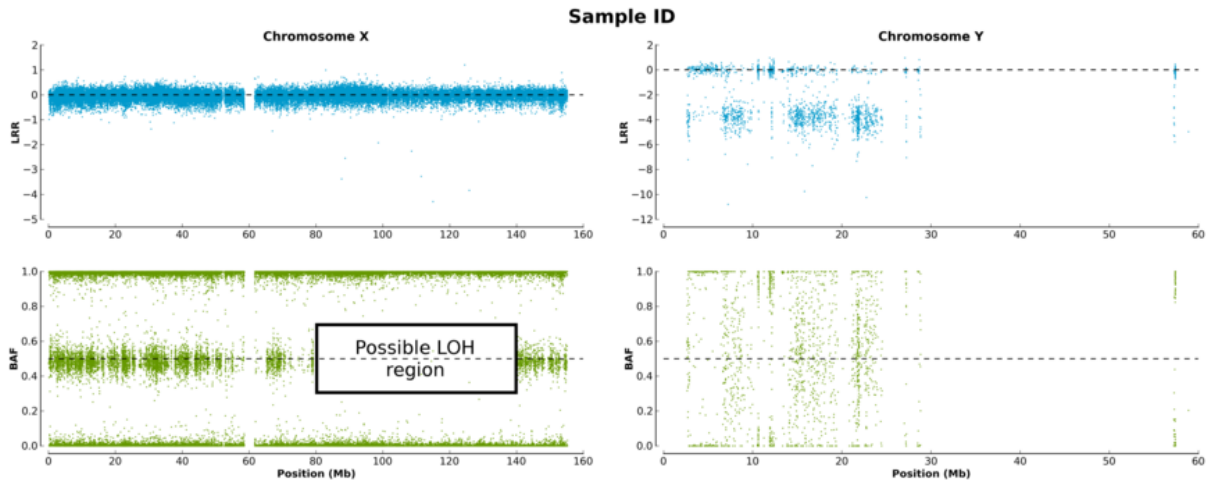 Sample ID
Chromosome X
Chromosome Y
LRR
2
1
0
−1
−2
−3
−4
−5
0 20 40 60 80 100 120 140 160
LRR
2
0
−2
−4
−6
−8
−10
−12
0 10 20 30 40 50 60
BAF
1.0
0.8
0.6
0.4
0.2
0.0
Possible LOH
region
0 20 40 60 80 100 120 140 160
Position (Mb)
BAF
1.0
0.8
0.6
0.4
0.2
0.0
0 10 20 30 40 50 60
Position (Mb)